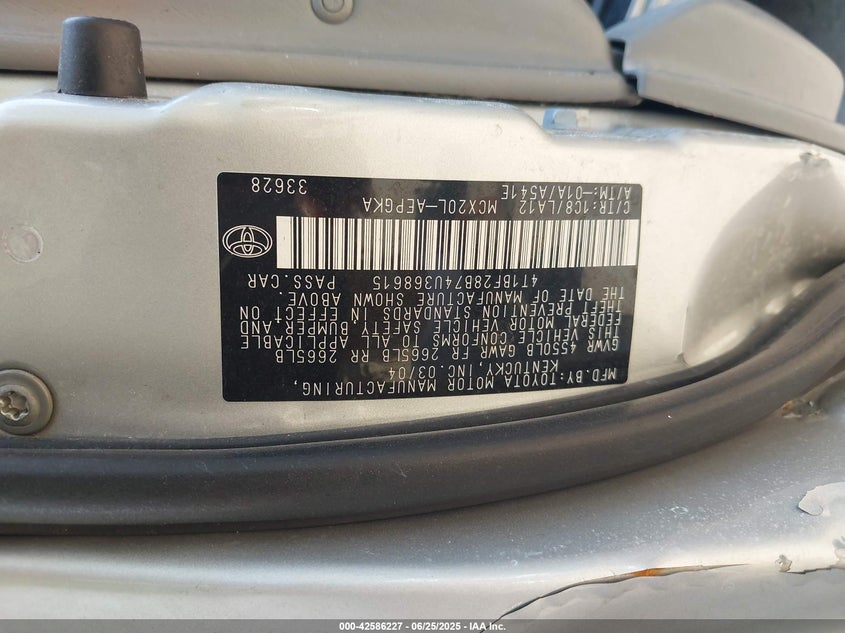 MFD.BY:TOYOTA MOTOR MANUFACTURING,
KENTUCKY, INC. 03/04
GVWR 4550LB GAWR FR 2665LB RR 2665LB
THIS VEHICLE CONFORMS TO ALL APPLICABLE
FEDERAL MOTOR VEHICLE SAFETY, BUMPER,AND
THEFT PREVENTION STANDARDS IN EFFECT ON
THE DATE OF MANUFACTURE SHOWN ABOVE.
4T1BF28B74U368615 PASS.CAR
C/TR:1C8/LA12 MCX20L-AEPGKA
A/TM:-01A/A541E 33628
000-42586227 - 06/25/2025 - IAA Inc.